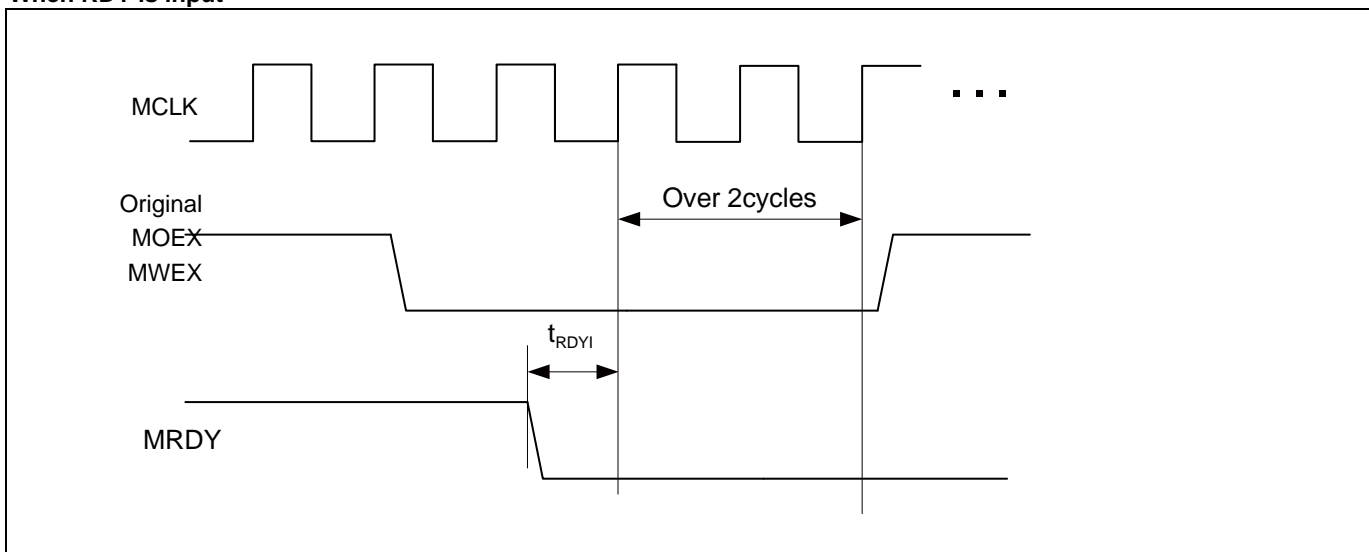 When RDY is input
MCLK
Original
MOEX
MWEX
Over 2cycles
tRDYI
MRDY